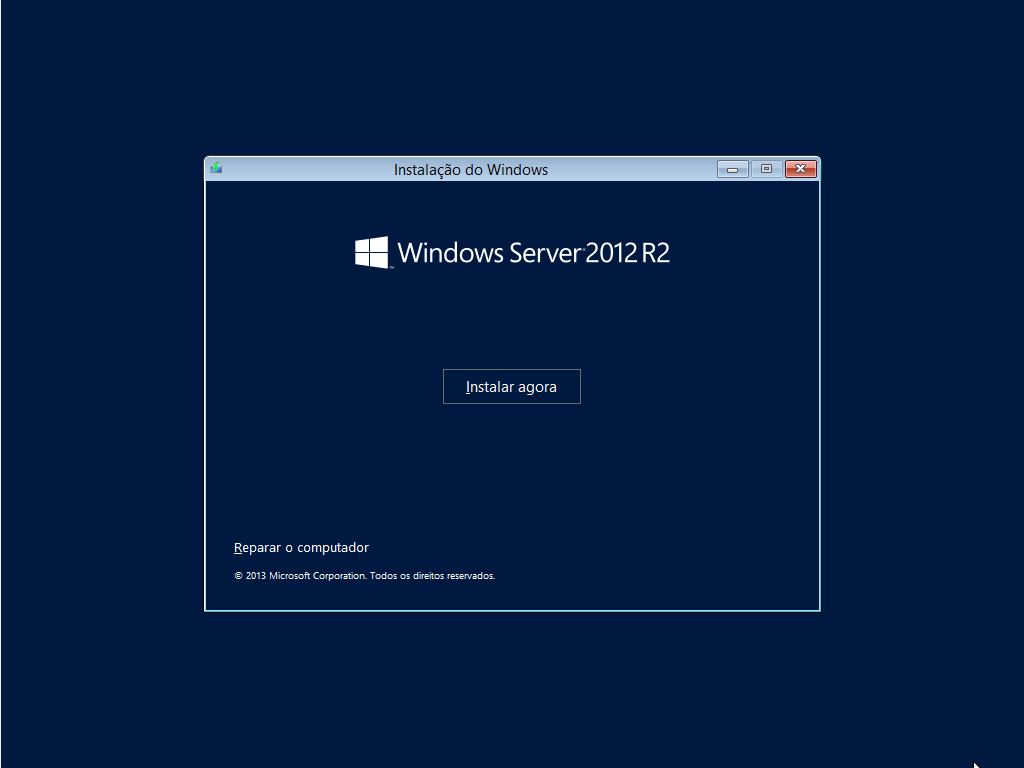 Instalação do Windows
Windows Server 2012 R2
Instalar agora
Reparar o computador
© 2013 Microsoft Corporation. Todos os direitos reservados.